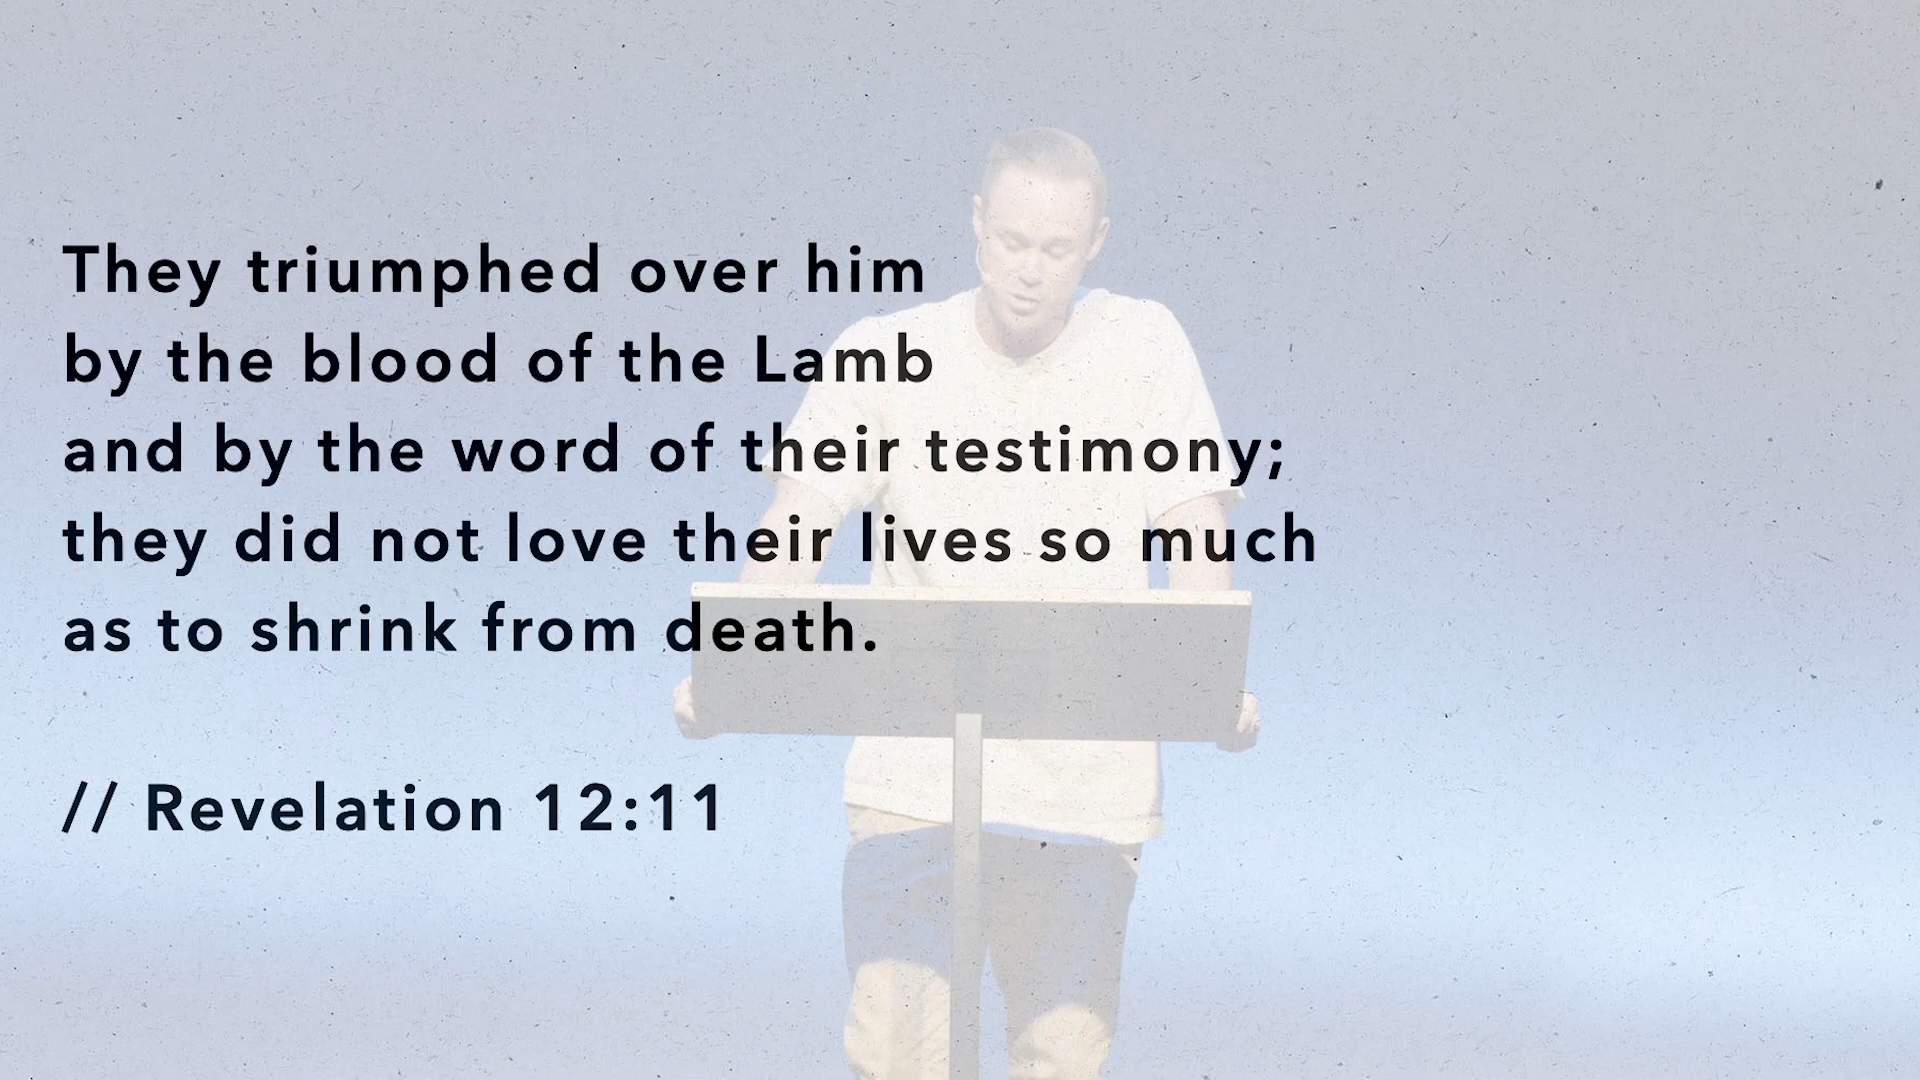 They triumphed over him
by the blood of the Lamb
and by the word of their testimony;
they did not love their lives so much
as to shrink from death.
// Revelation 12:11